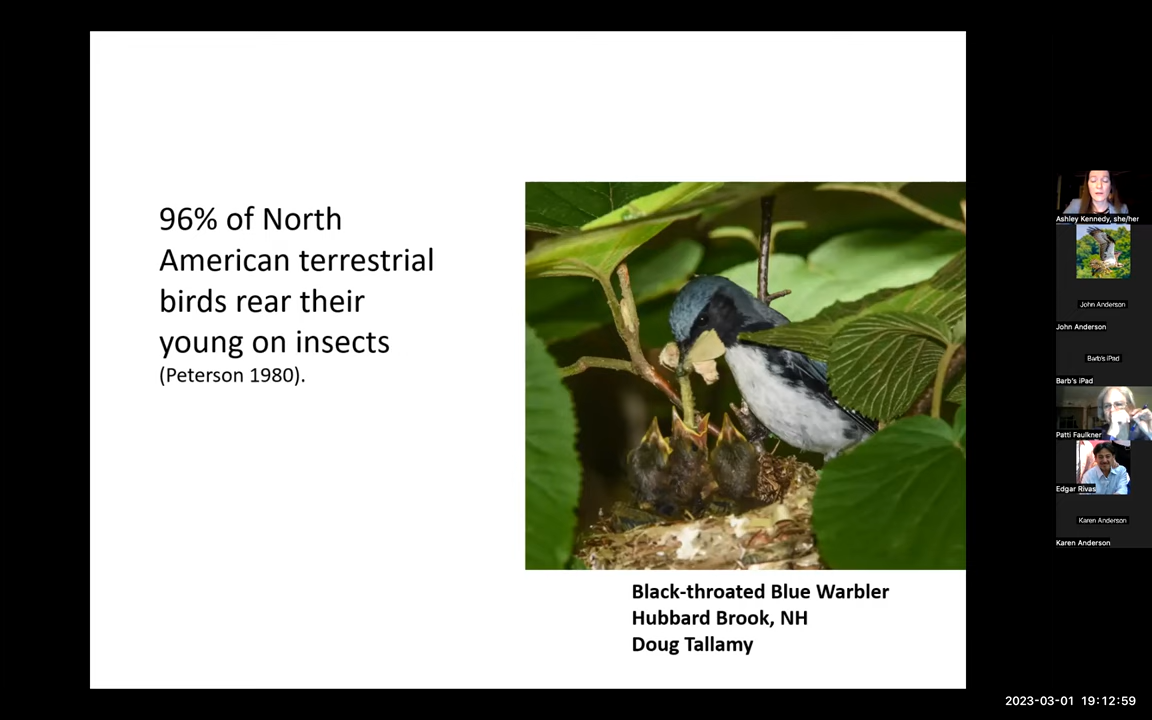 96% of North
American terrestrial
birds rear their
young on insects
(Peterson 1980).
Black-throated Blue Warbler
Hubbard Brook, NH
Doug Tallamy
Ashley Kennedy, she/her
John Anderson
John Anderson
Barb's iPad
Barb's iPad
Patti Faulkner
Edgar Rivas
Karen Anderson
Karen Anderson
2023-03-01 19:12:59